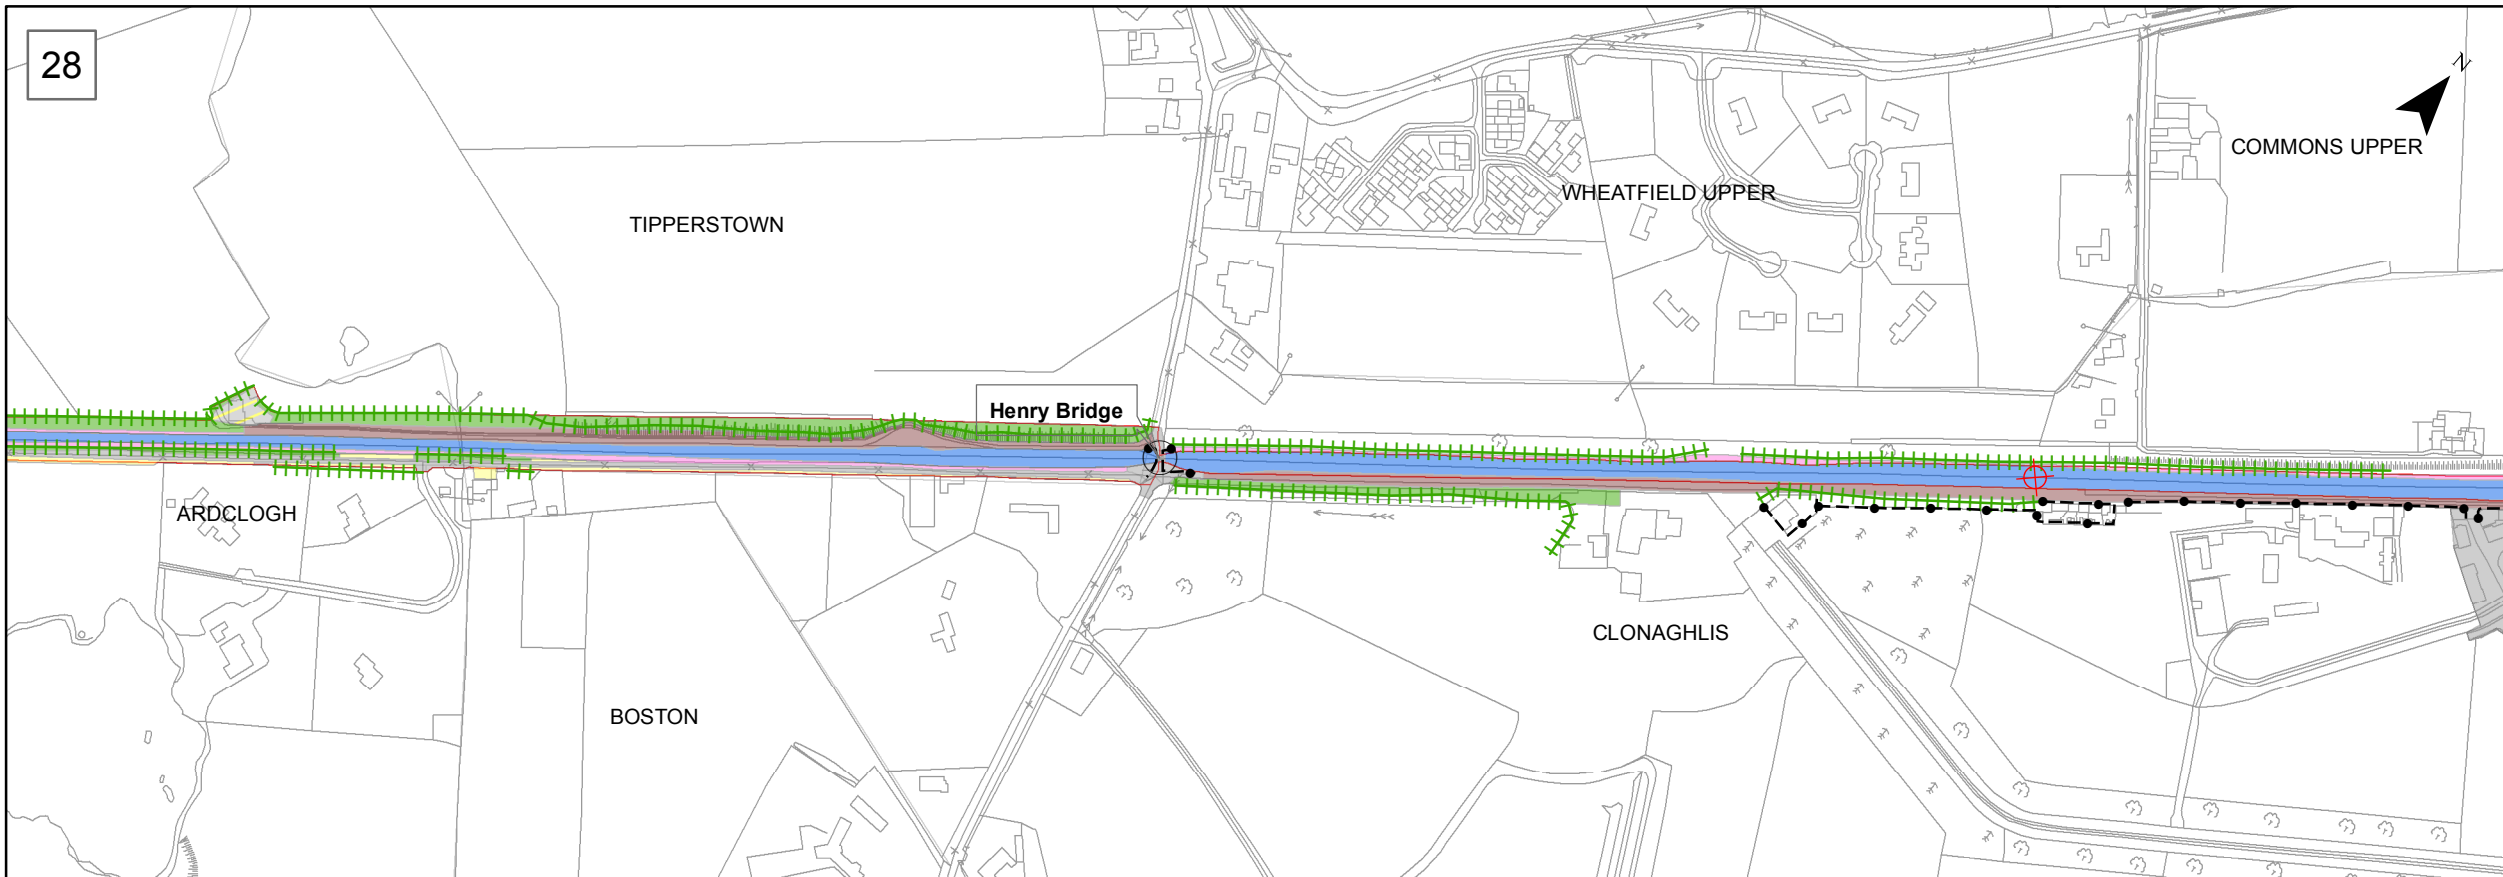 28
N
COMMONS UPPER
WHEATFIELD UPPER
TIPPERSTOWN
Henry Bridge
ARDCLOGH
CLONAGHLIS
BOSTON